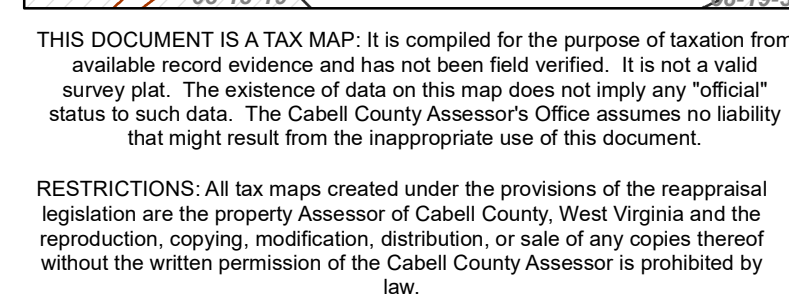 THIS DOCUMENT IS A TAX MAP: It is compiled for the purpose of taxation from
available record evidence and has not been field verified. It is not a valid
survey plat. The existence of data on this map does not imply any "official"
status to such data. The Cabell County Assessor's Office assumes no liability
that might result from the inappropriate use of this document.
RESTRICTIONS: All tax maps created under the provisions of the reappraisal
legislation are the property Assessor of Cabell County, West Virginia and the
reproduction, copying, modification, distribution, or sale of any copies thereof
without the written permission of the Cabell County Assessor is prohibited by
law.